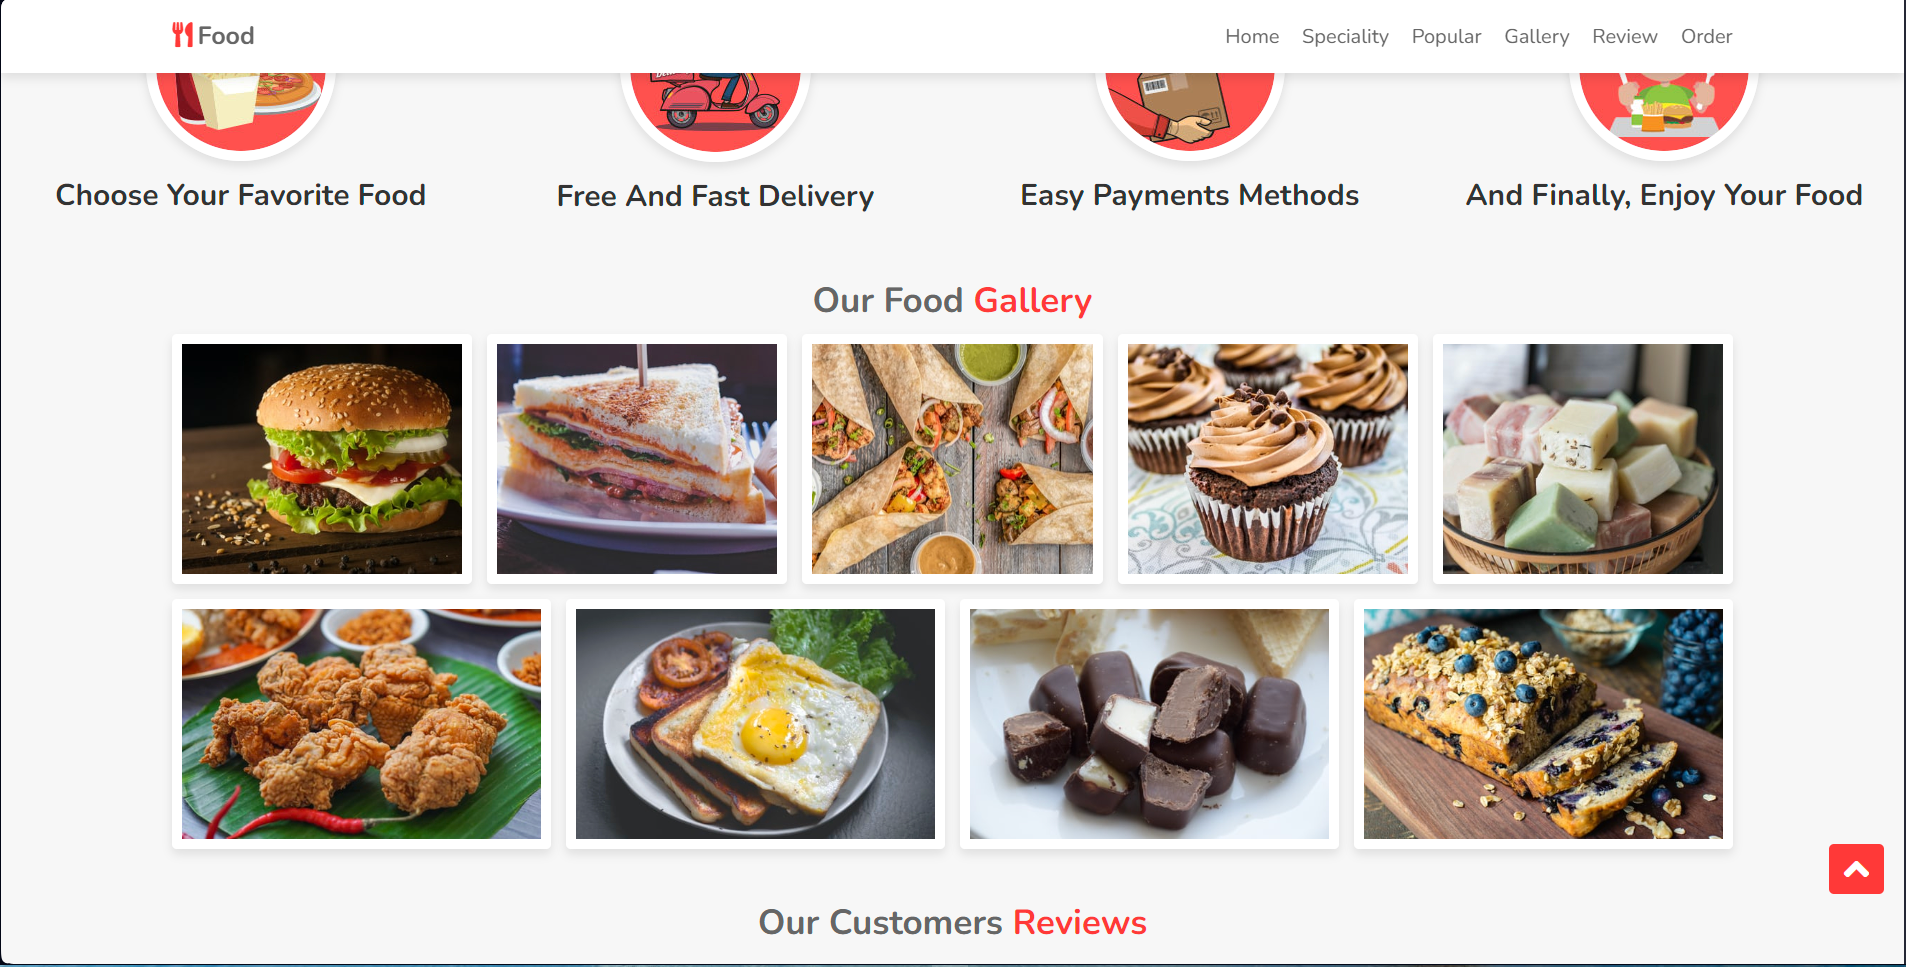 Food
Home Speciality Popular Gallery Review Order
Choose Your Favorite Food
Free And Fast Delivery
Easy Payments Methods
And Finally, Enjoy Your Food
Our Food Gallery
Our Customers Reviews